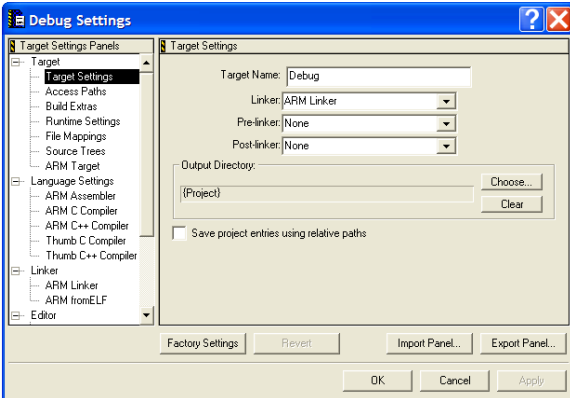 Debug Settings
Target Settings Panels
Target
Target Settings
Access Paths
Build Extras
Runtime Settings
File Mappings
Source Trees
ARM Target
Language Settings
ARM Assembler
ARM C Compiler
ARM C++ Compiler
Thumb C Compiler
Thumb C++ Compiler
Linker
ARM Linker
ARM fromELF
Editor
Target Settings
Target Name: Debug
Linker: ARM Linker
Pre-linker: None
Post-linker: None
Output Directory:
{Project}
Choose...
Clear
Save project entries using relative paths
Factory Settings Revert Import Panel... Export Panel...
OK Cancel Apply